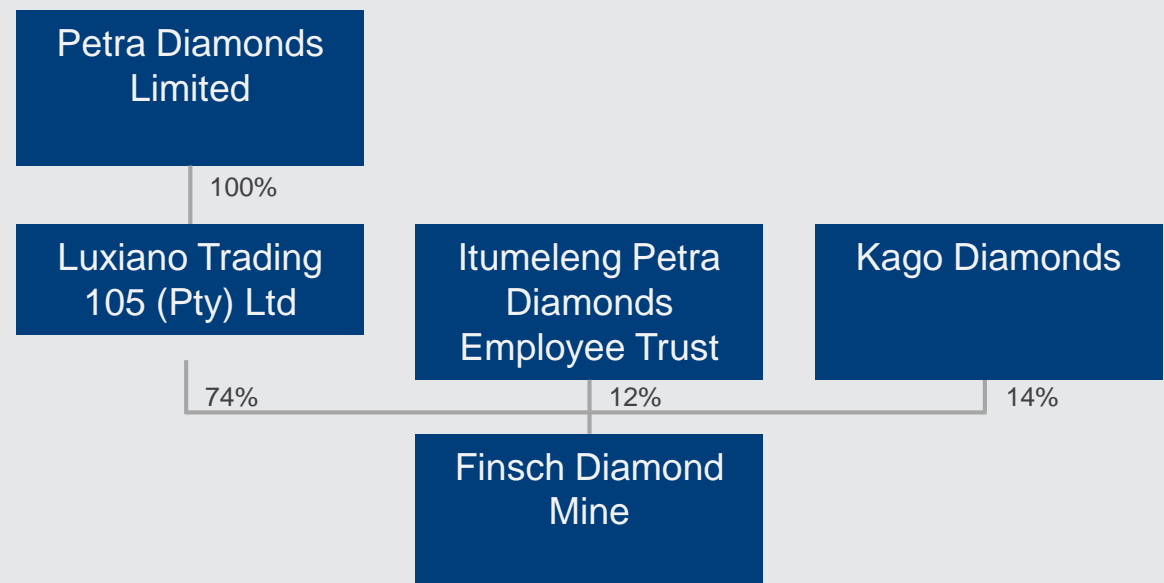 Petra Diamonds
Limited
100%
Luxiano Trading
105 (Pty) Ltd
Itumeleng Petra
Diamonds
Employee Trust
Kago Diamonds
74%
12%
14%
Finsch Diamond
Mine